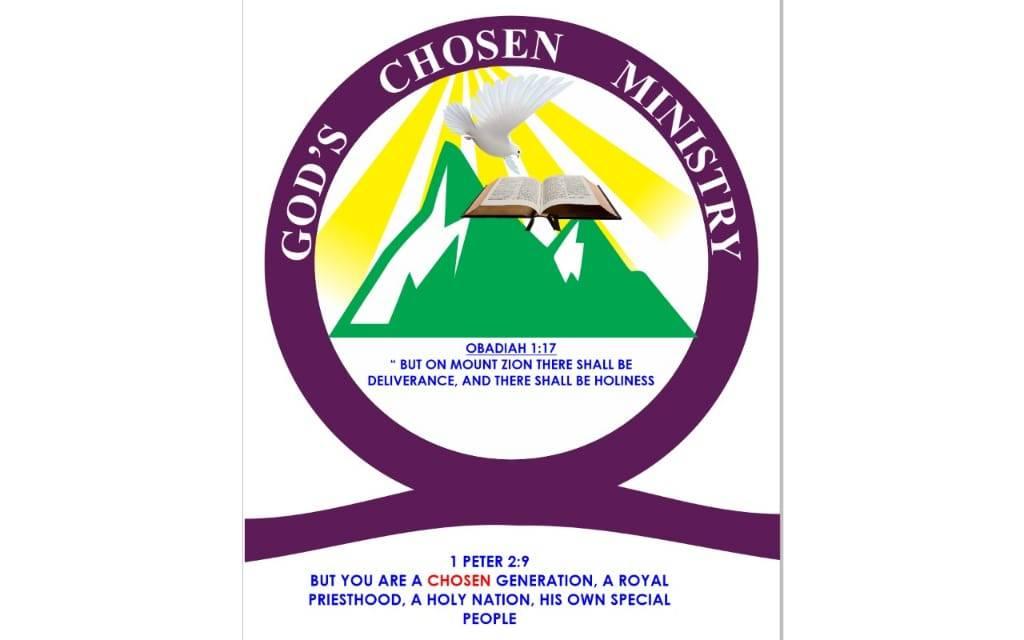 GOD'S CHOSEN MINISTRY
OBADIAH 1:17
“ BUT ON MOUNT ZION THERE SHALL BE
DELIVERANCE, AND THERE SHALL BE HOLINESS
1 PETER 2:9
BUT YOU ARE A CHOSEN GENERATION, A ROYAL
PRIESTHOOD, A HOLY NATION, HIS OWN SPECIAL
PEOPLE